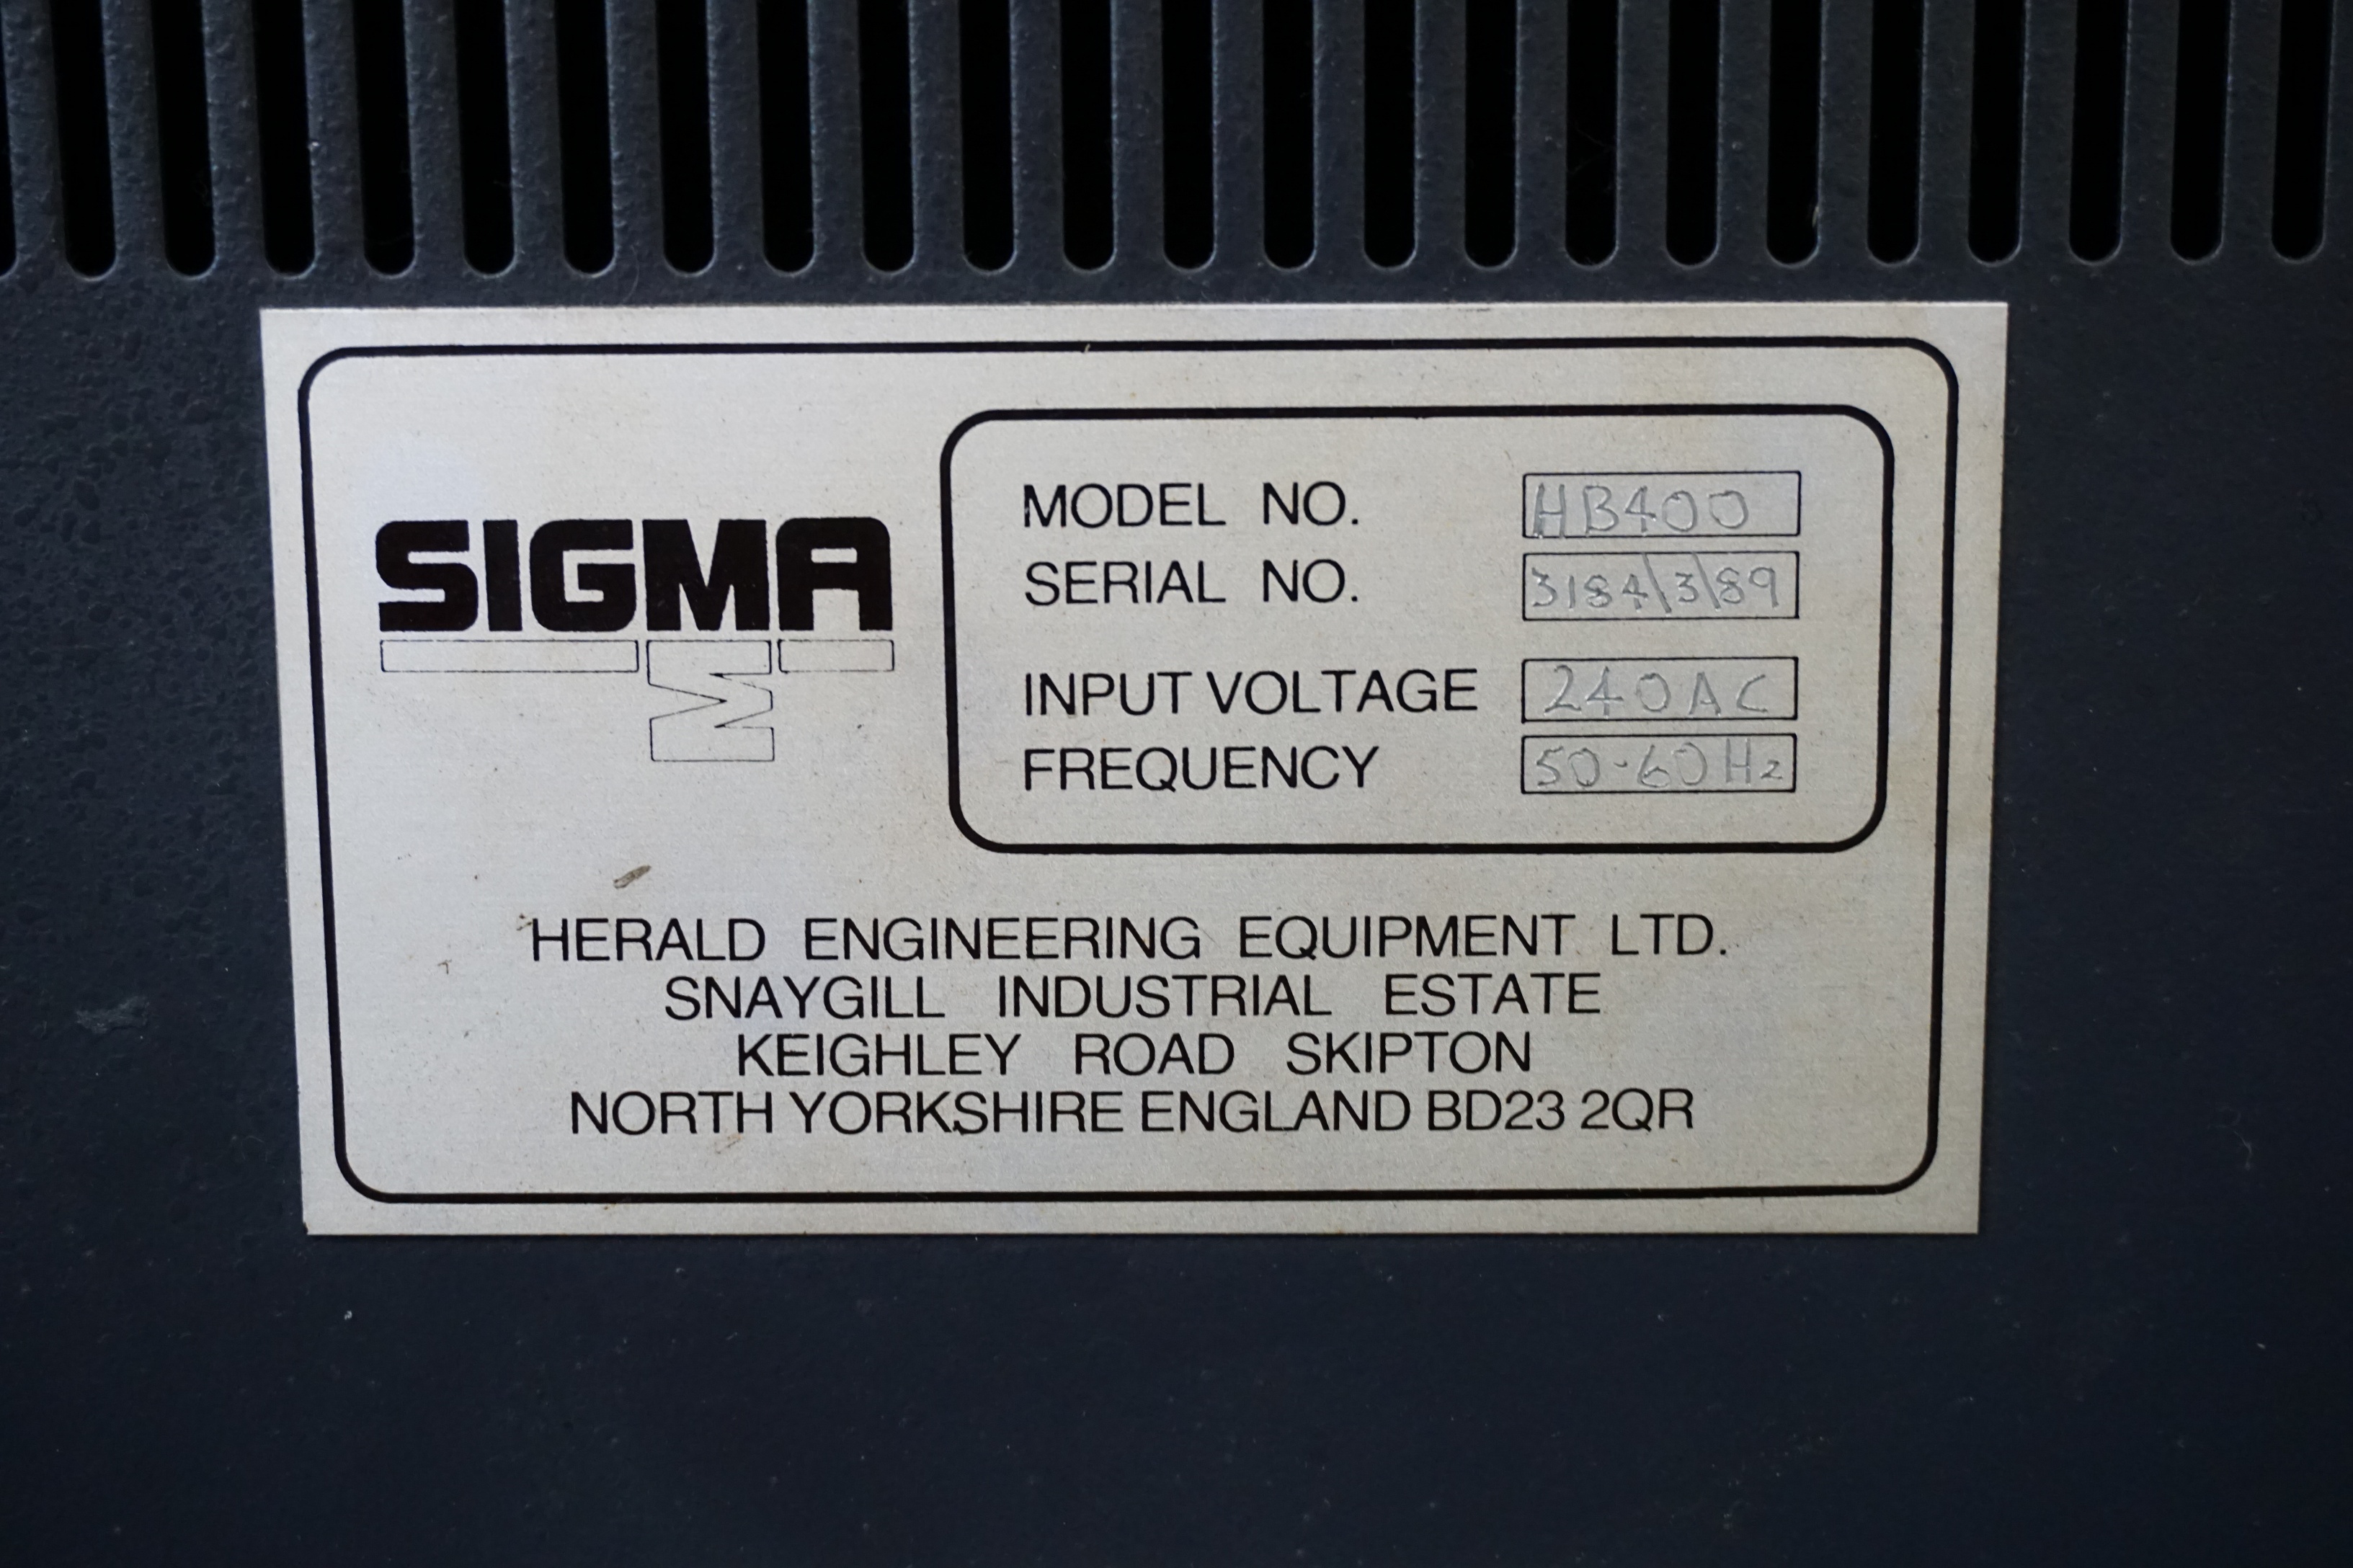 SIGMA
M
MODEL NO. HB400
SERIAL NO. 3184\3\89
INPUT VOLTAGE 240AC
FREQUENCY 50-60Hz
HERALD ENGINEERING EQUIPMENT LTD.
SNAYGILL INDUSTRIAL ESTATE
KEIGHLEY ROAD SKIPTON
NORTH YORKSHIRE ENGLAND BD23 2QR